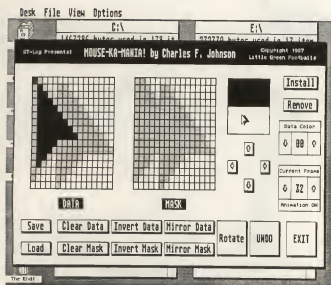 Desk File View Options
C:\ E:\
ST-Log Presents: MOUSE-KA-MANIA! by Charles F. Johnson Copyright 1987
Little Green Footballs
Install
Remove
Data Color
00
Current Frame
32
Animation ON
DATA MASK
Save Clear Data Invert Data Mirror Data
Load Clear Mask Invert Mask Mirror Mask
Rotate UNDO EXIT
The End!